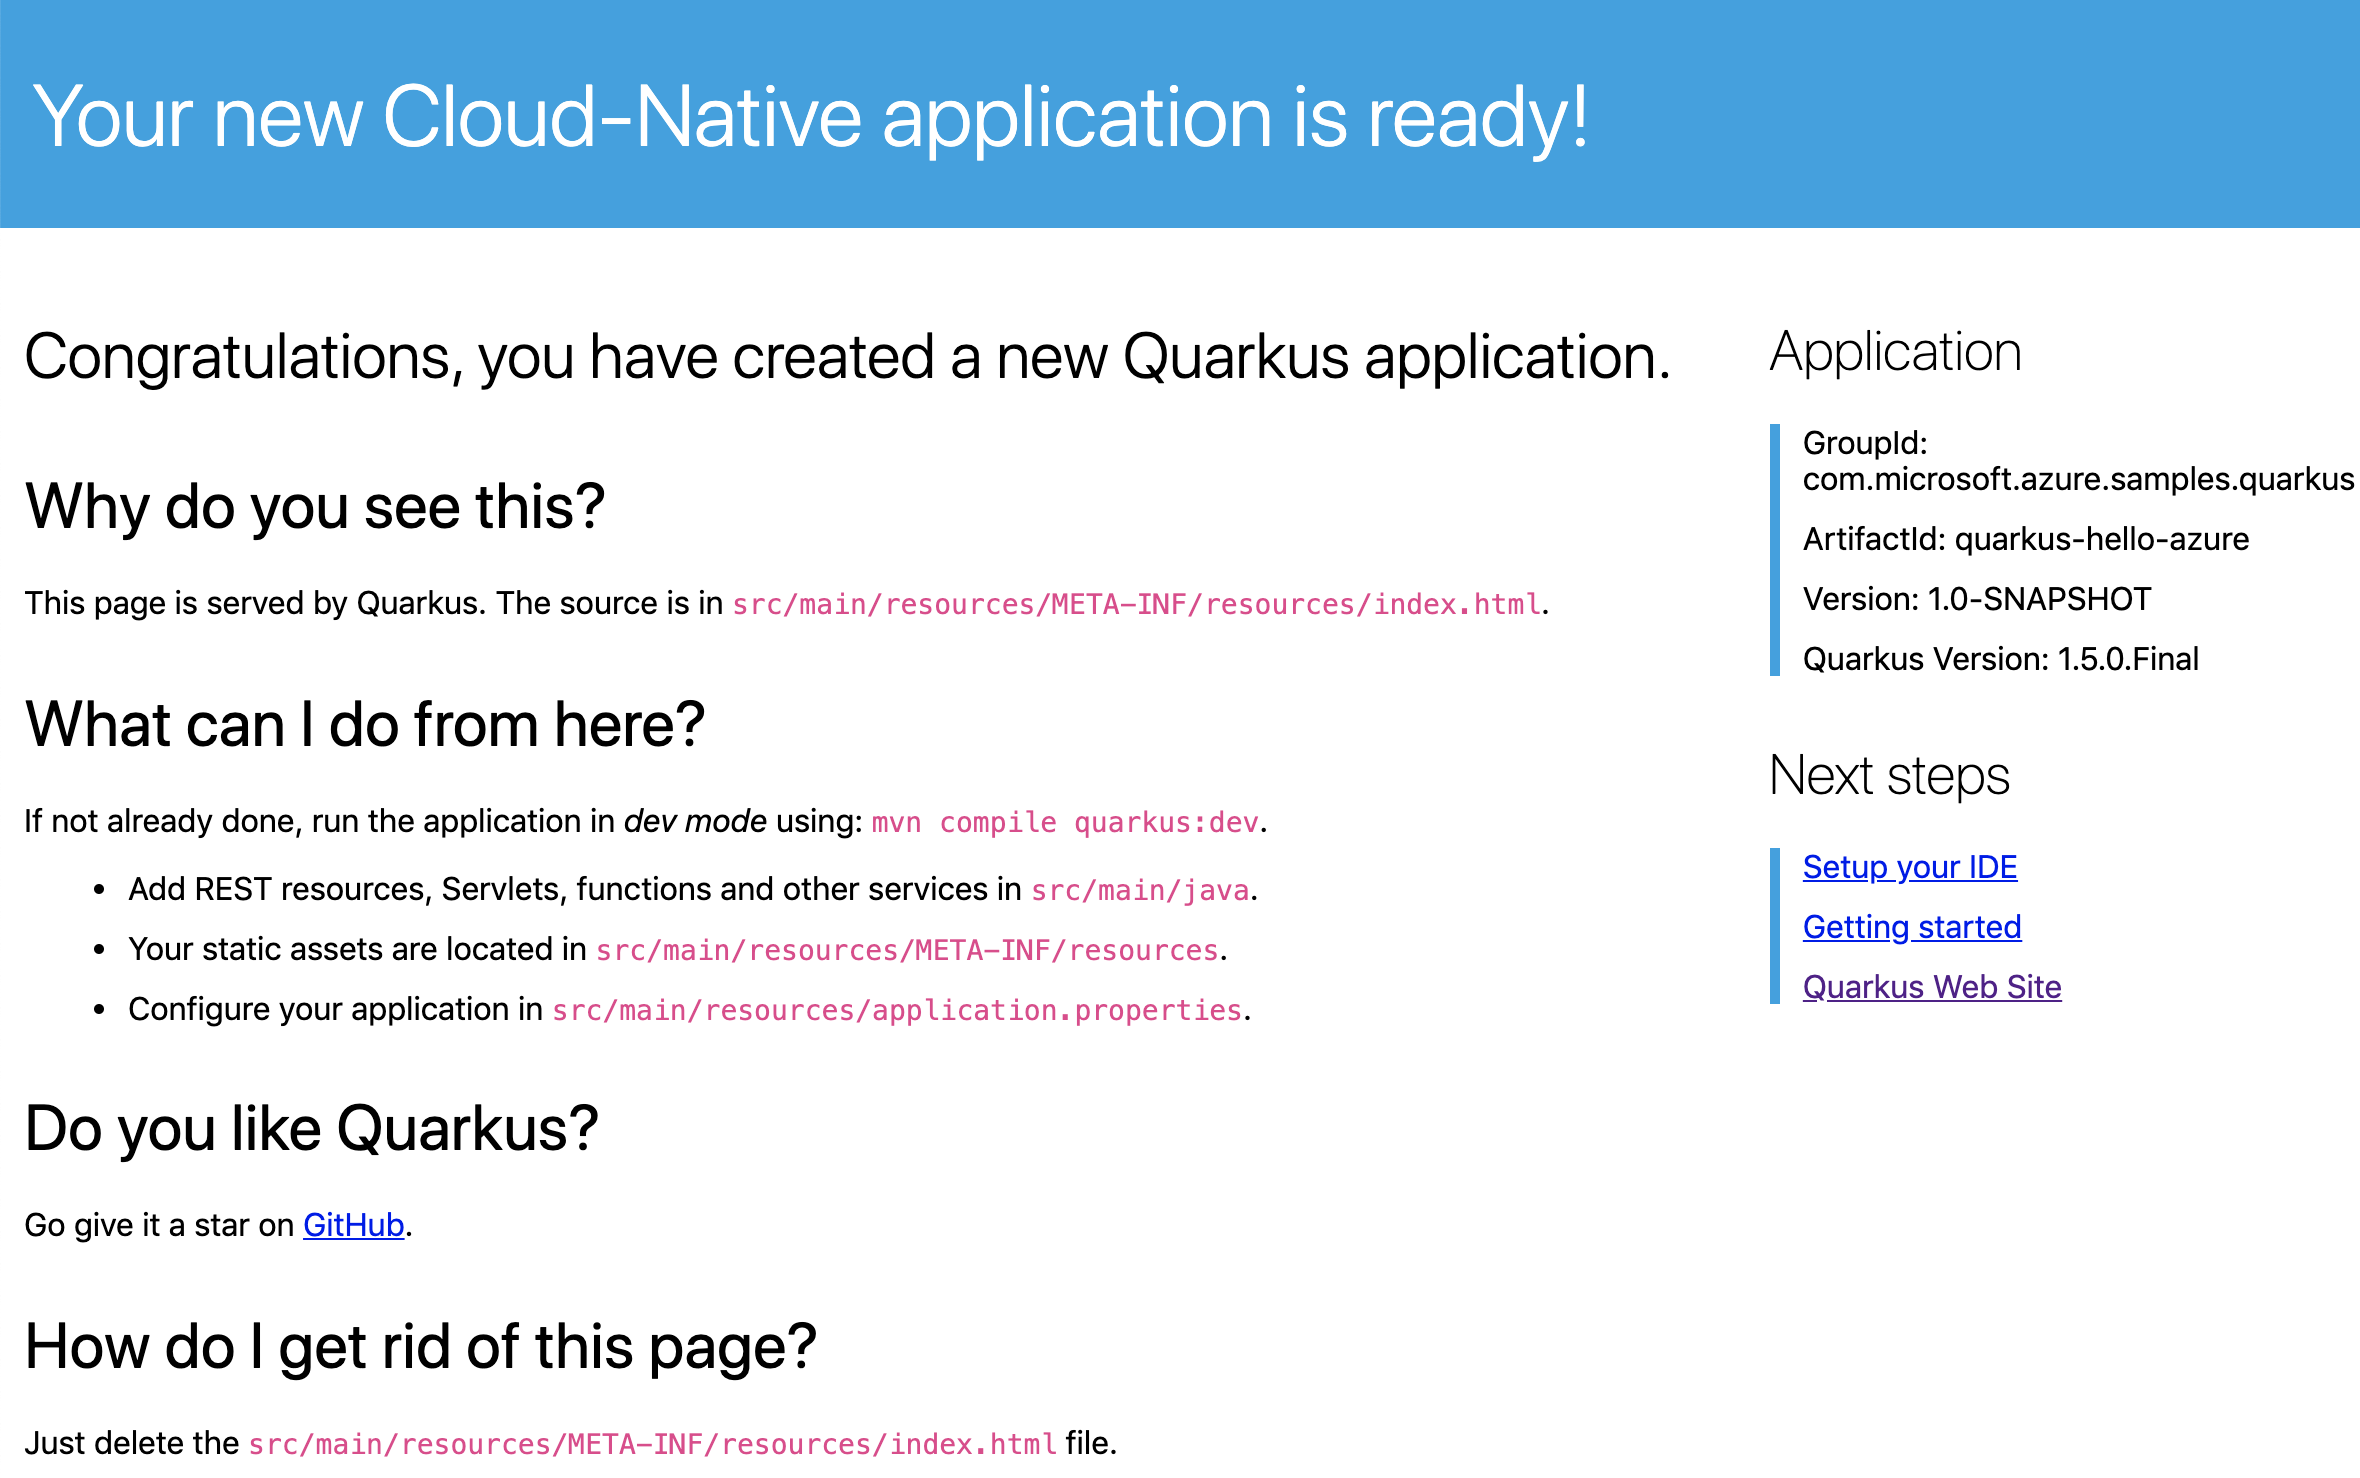 Your new Cloud-Native application is ready!
Congratulations, you have created a new Quarkus application.
Why do you see this?
This page is served by Quarkus. The source is in src/main/resources/META-INF/resources/index.html.
What can I do from here?
If not already done, run the application in dev mode using: mvn compile quarkus:dev.
• Add REST resources, Servlets, functions and other services in src/main/java.
• Your static assets are located in src/main/resources/META-INF/resources.
• Configure your application in src/main/resources/application.properties.
Do you like Quarkus?
Go give it a star on GitHub.
How do I get rid of this page?
Just delete the src/main/resources/META-INF/resources/index.html file.
Application
GroupId:
com.microsoft.azure.samples.quarkus
ArtifactId: quarkus-hello-azure
Version: 1.0-SNAPSHOT
Quarkus Version: 1.5.0.Final
Next steps
Setup your IDE
Getting started
Quarkus Web Site